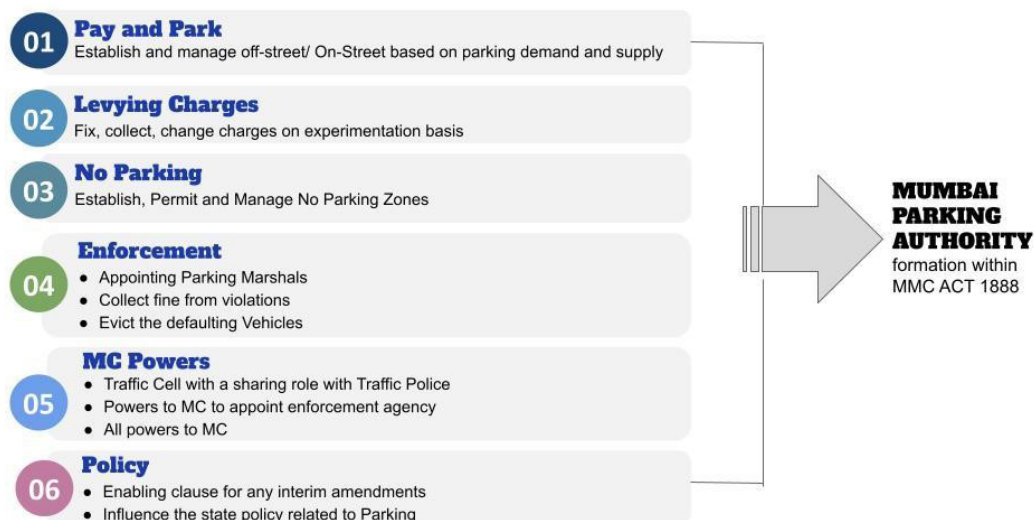 01
Pay and Park
Establish and manage off-street/ On-Street based on parking demand and supply
02
Levying Charges
Fix, collect, change charges on experimentation basis
03
No Parking
Establish, Permit and Manage No Parking Zones
04
Enforcement
● Appointing Parking Marshals
● Collect fine from violations
● Evict the defaulting Vehicles
05
MC Powers
● Traffic Cell with a sharing role with Traffic Police
● Powers to MC to appoint enforcement agency
● All powers to MC
06
Policy
● Enabling clause for any interim amendments
● Influence the state policy related to Parking
MUMBAI
PARKING
AUTHORITY
formation within
MMC ACT 1888